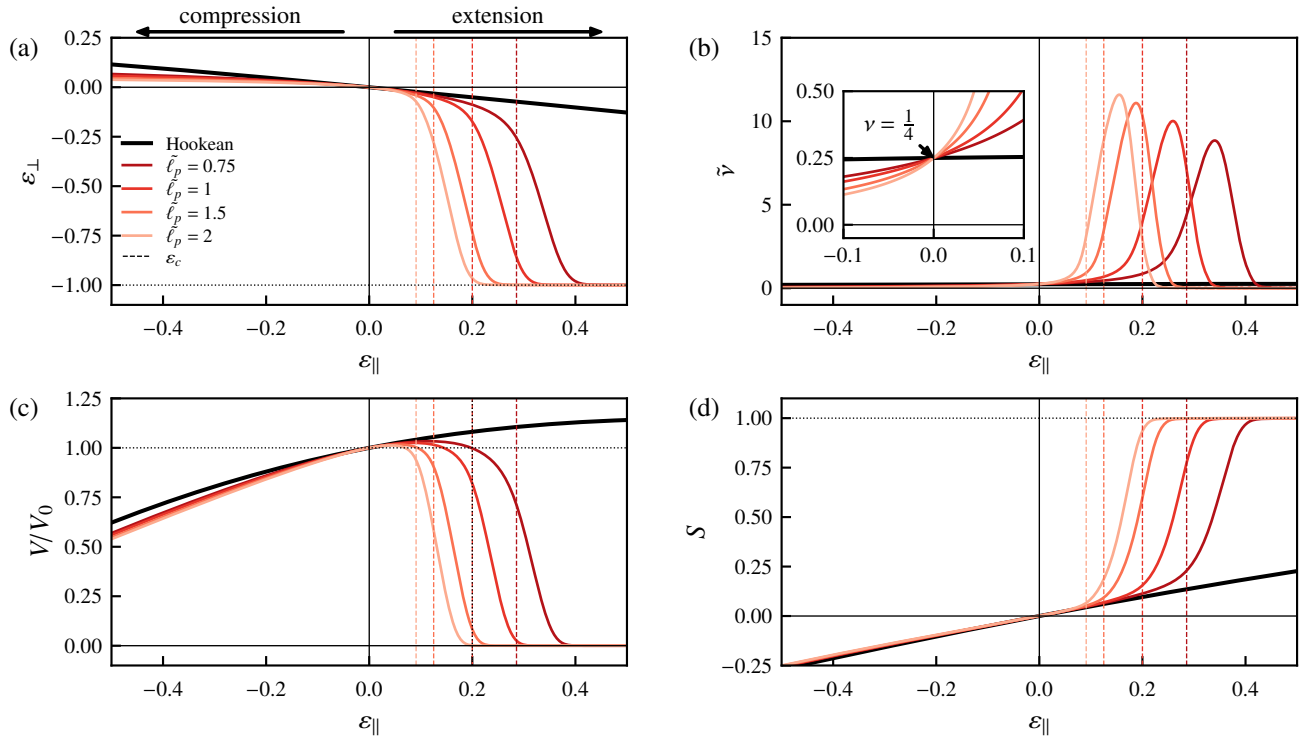 compression extension
(a)
0.25
0.00
−0.25
−0.50
−0.75
−1.00
ε⊥
Hookean
ℓ̃p = 0.75
ℓ̃p = 1
ℓ̃p = 1.5
ℓ̃p = 2
εc
−0.4 −0.2 0.0 0.2 0.4
ε||
(b)
15
10
5
0
ν̃
0.50
0.25
0.00
ν = 1/4
−0.1 0.0 0.1
−0.4 −0.2 0.0 0.2 0.4
ε||
(c)
1.25
1.00
0.75
0.50
0.25
0.00
V/V0
−0.4 −0.2 0.0 0.2 0.4
ε||
(d)
1.00
0.75
0.50
0.25
0.00
−0.25
S
−0.4 −0.2 0.0 0.2 0.4
ε||